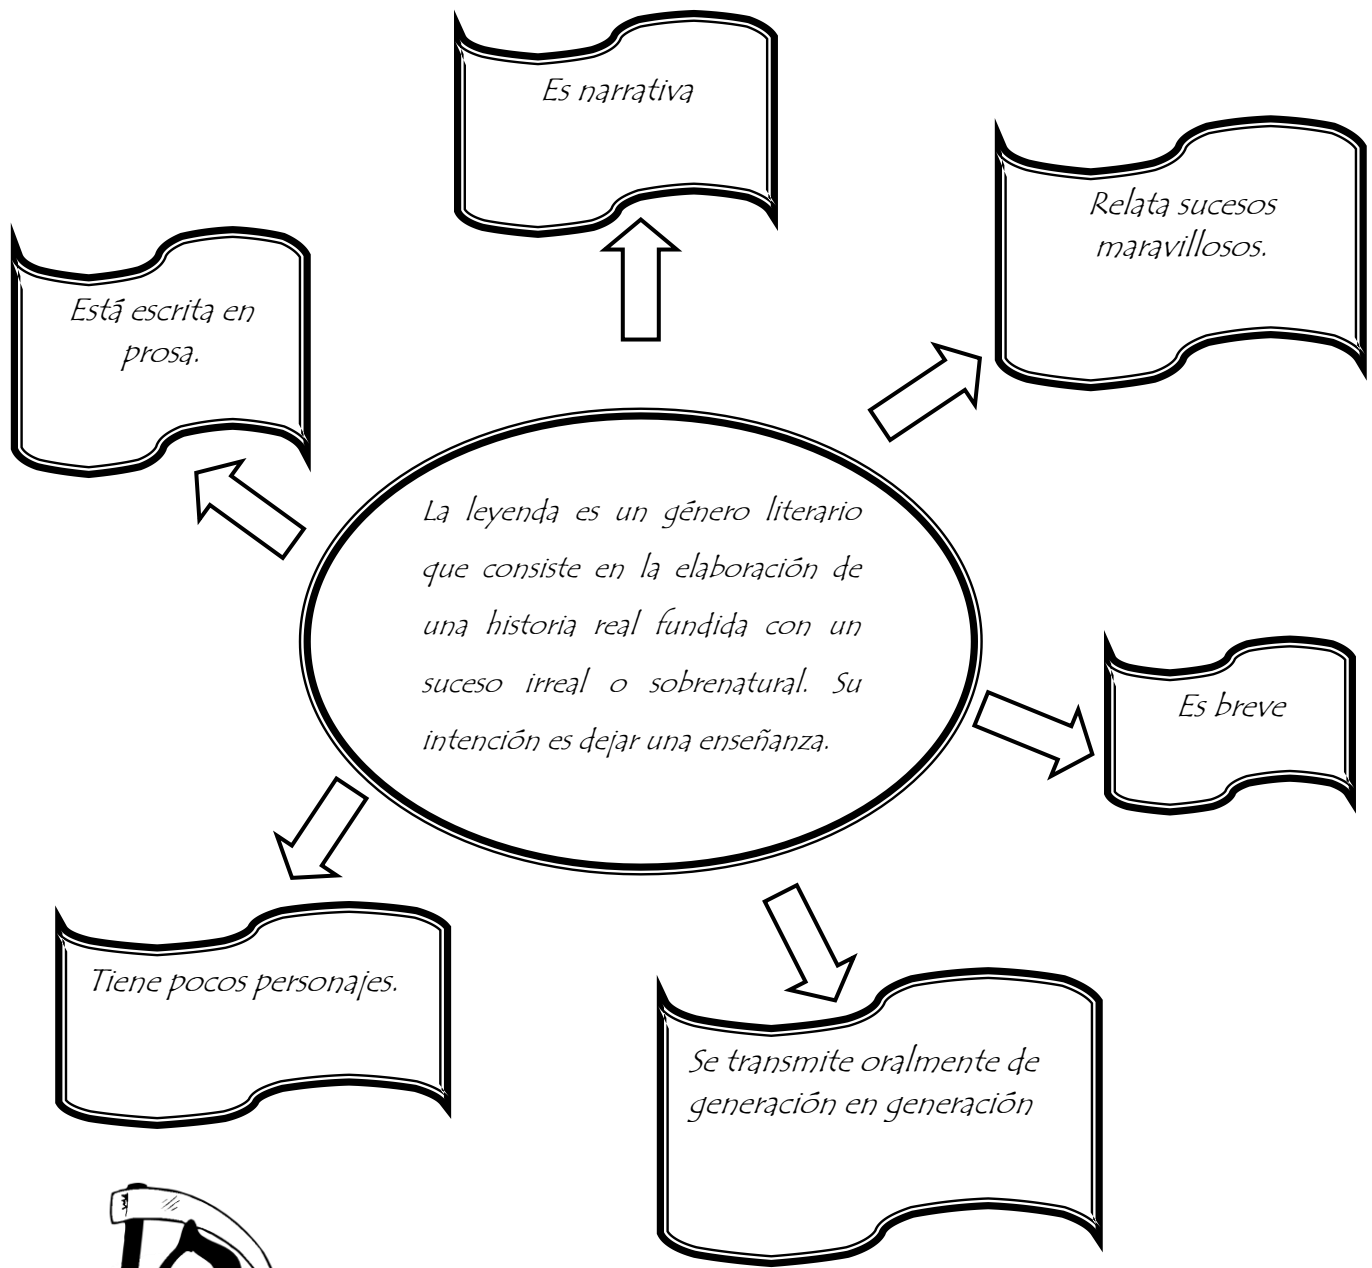 Es narrativa
Relata sucesos
maravillosos.
Está escrita en
prosa.
La leyenda es un género literario
que consiste en la elaboración de
una historia real fundida con un
suceso irreal o sobrenatural. Su
intención es dejar una enseñanza.
Es breve
Tiene pocos personajes.
Se transmite oralmente de
generación en generación